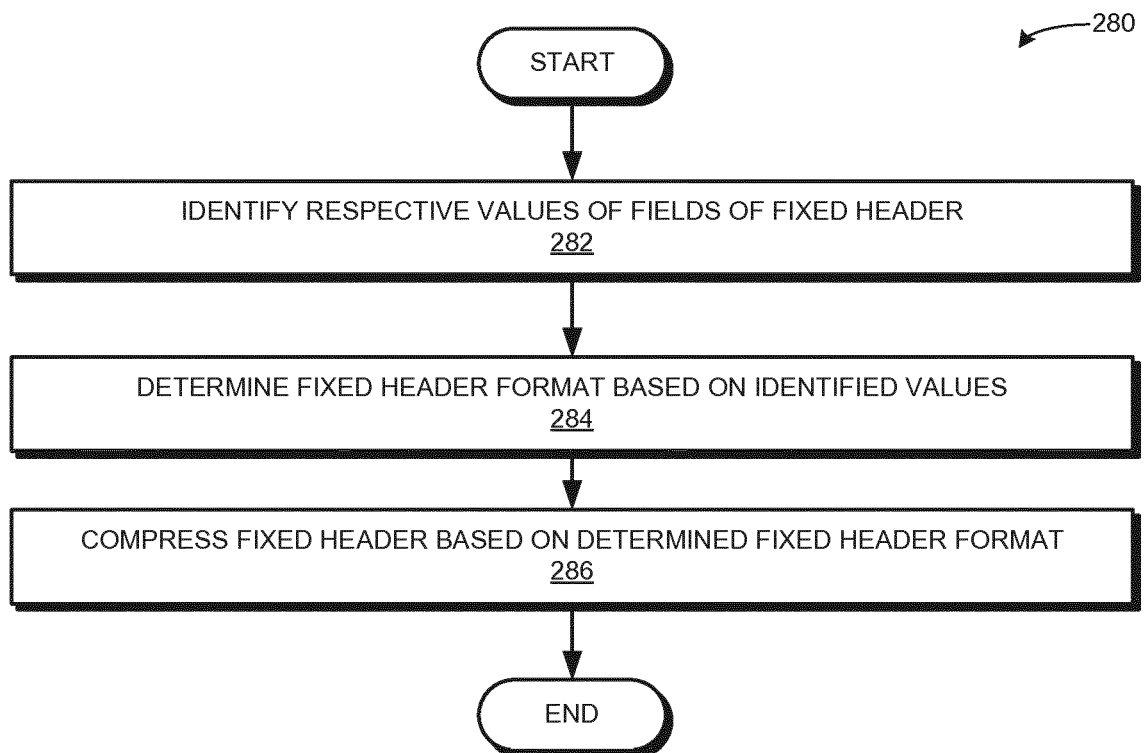 280
START
IDENTIFY RESPECTIVE VALUES OF FIELDS OF FIXED HEADER
282
DETERMINE FIXED HEADER FORMAT BASED ON IDENTIFIED VALUES
284
COMPRESS FIXED HEADER BASED ON DETERMINED FIXED HEADER FORMAT
286
END